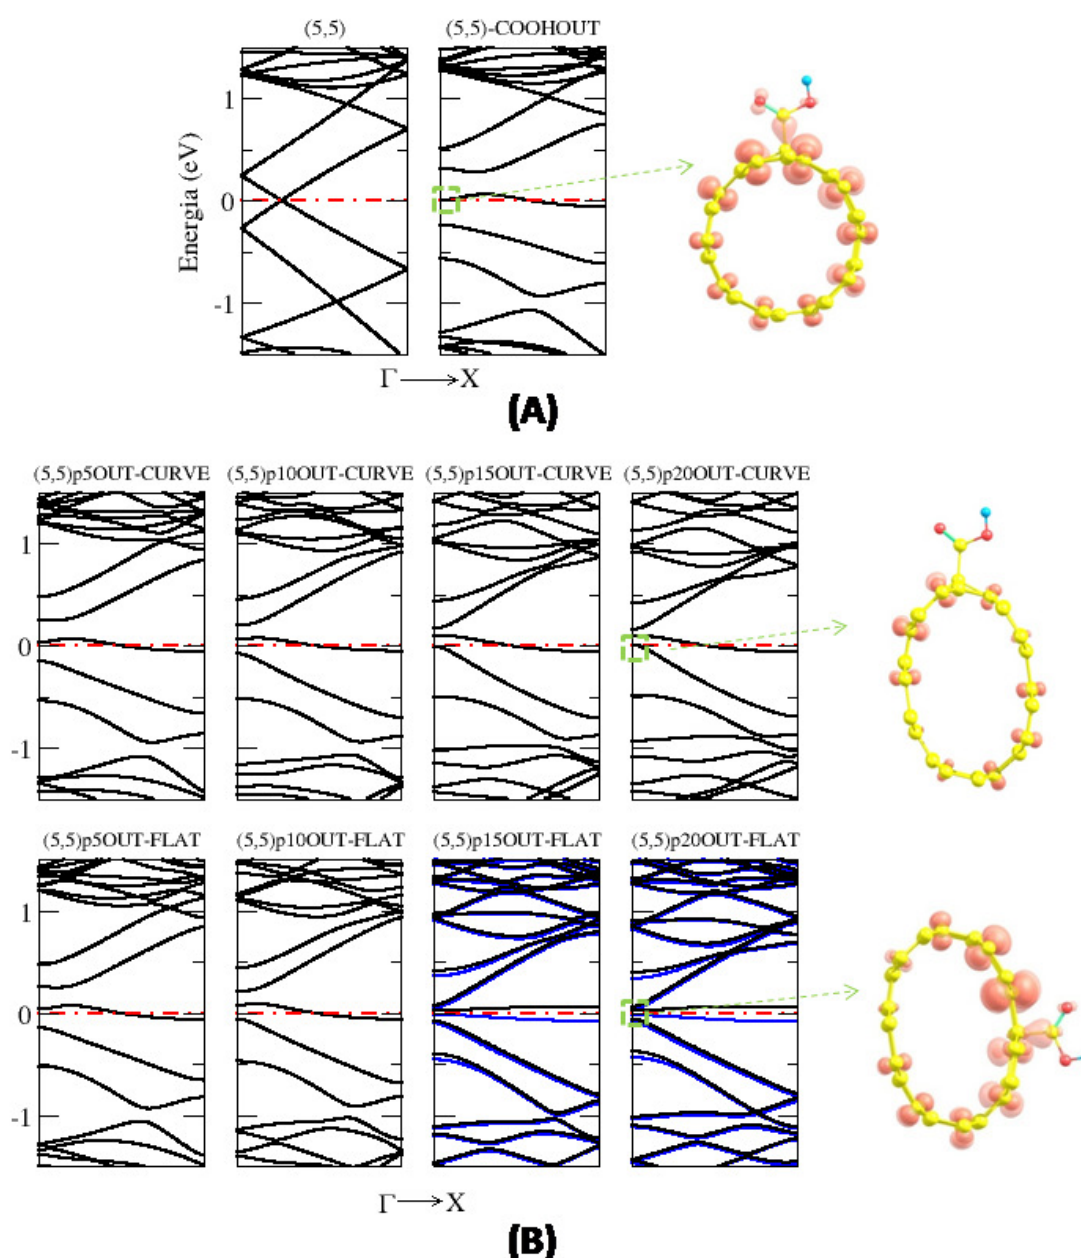 (5,5) (5,5)-COOHOUT
Energia (eV)
1
0
-1
Γ → X
(A)
(5,5)p5OUT-CURVE (5,5)p10OUT-CURVE (5,5)p15OUT-CURVE (5,5)p20OUT-CURVE
1
0
-1
(5,5)p5OUT-FLAT (5,5)p10OUT-FLAT (5,5)p15OUT-FLAT (5,5)p20OUT-FLAT
1
0
-1
Γ → X
(B)